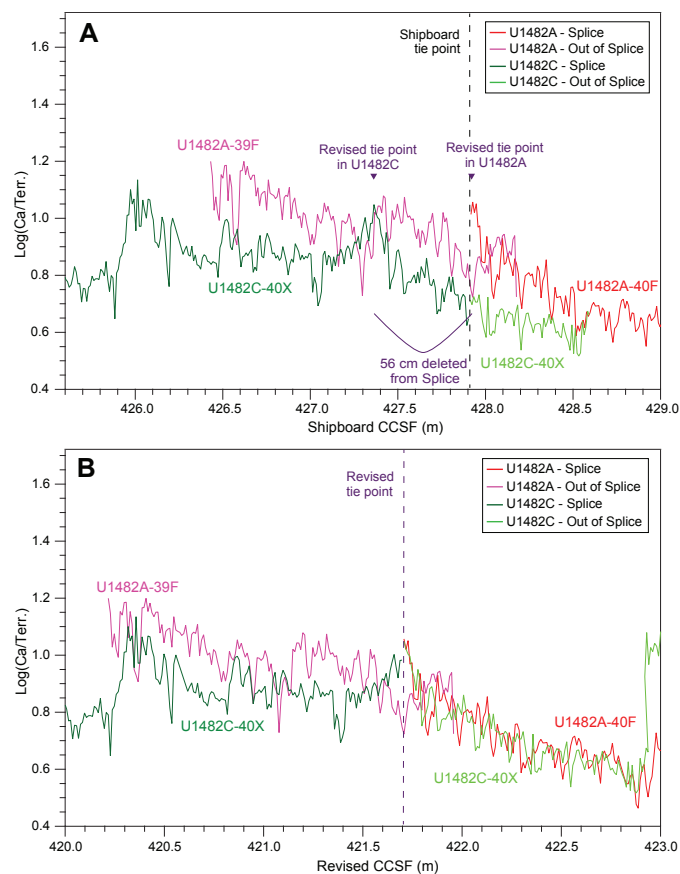 A
Shipboard
tie point
U1482A - Splice
U1482A - Out of Splice
U1482C - Splice
U1482C - Out of Splice
1.6
1.4
1.2
1.0
0.8
0.6
0.4
Log(Ca/Terr.)
U1482A-39F
Revised tie point
in U1482C
Revised tie point
in U1482A
U1482C-40X
U1482A-40F
U1482C-40X
56 cm deleted
from Splice
426.0
426.5
427.0
427.5
428.0
428.5
429.0
Shipboard CCSF (m)
B
Revised
tie point
U1482A - Splice
U1482A - Out of Splice
U1482C - Splice
U1482C - Out of Splice
1.6
1.4
1.2
1.0
0.8
0.6
0.4
Log(Ca/Terr.)
U1482A-39F
U1482C-40X
U1482A-40F
U1482C-40X
420.0
420.5
421.0
421.5
422.0
422.5
423.0
Revised CCSF (m)